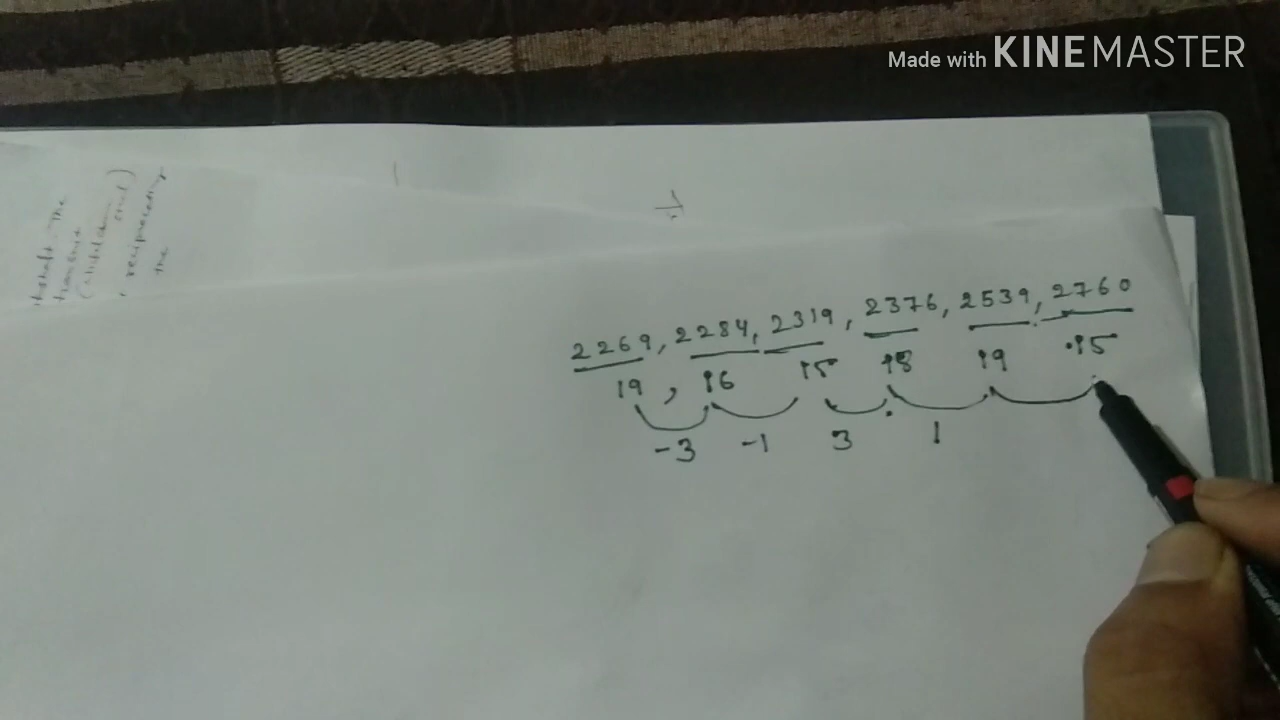 Made with KINEMASTER
the
2269, 2284, 2319, 2376, 2539, 2760
19, 16 15 18 19 15
-3 -1 3 1